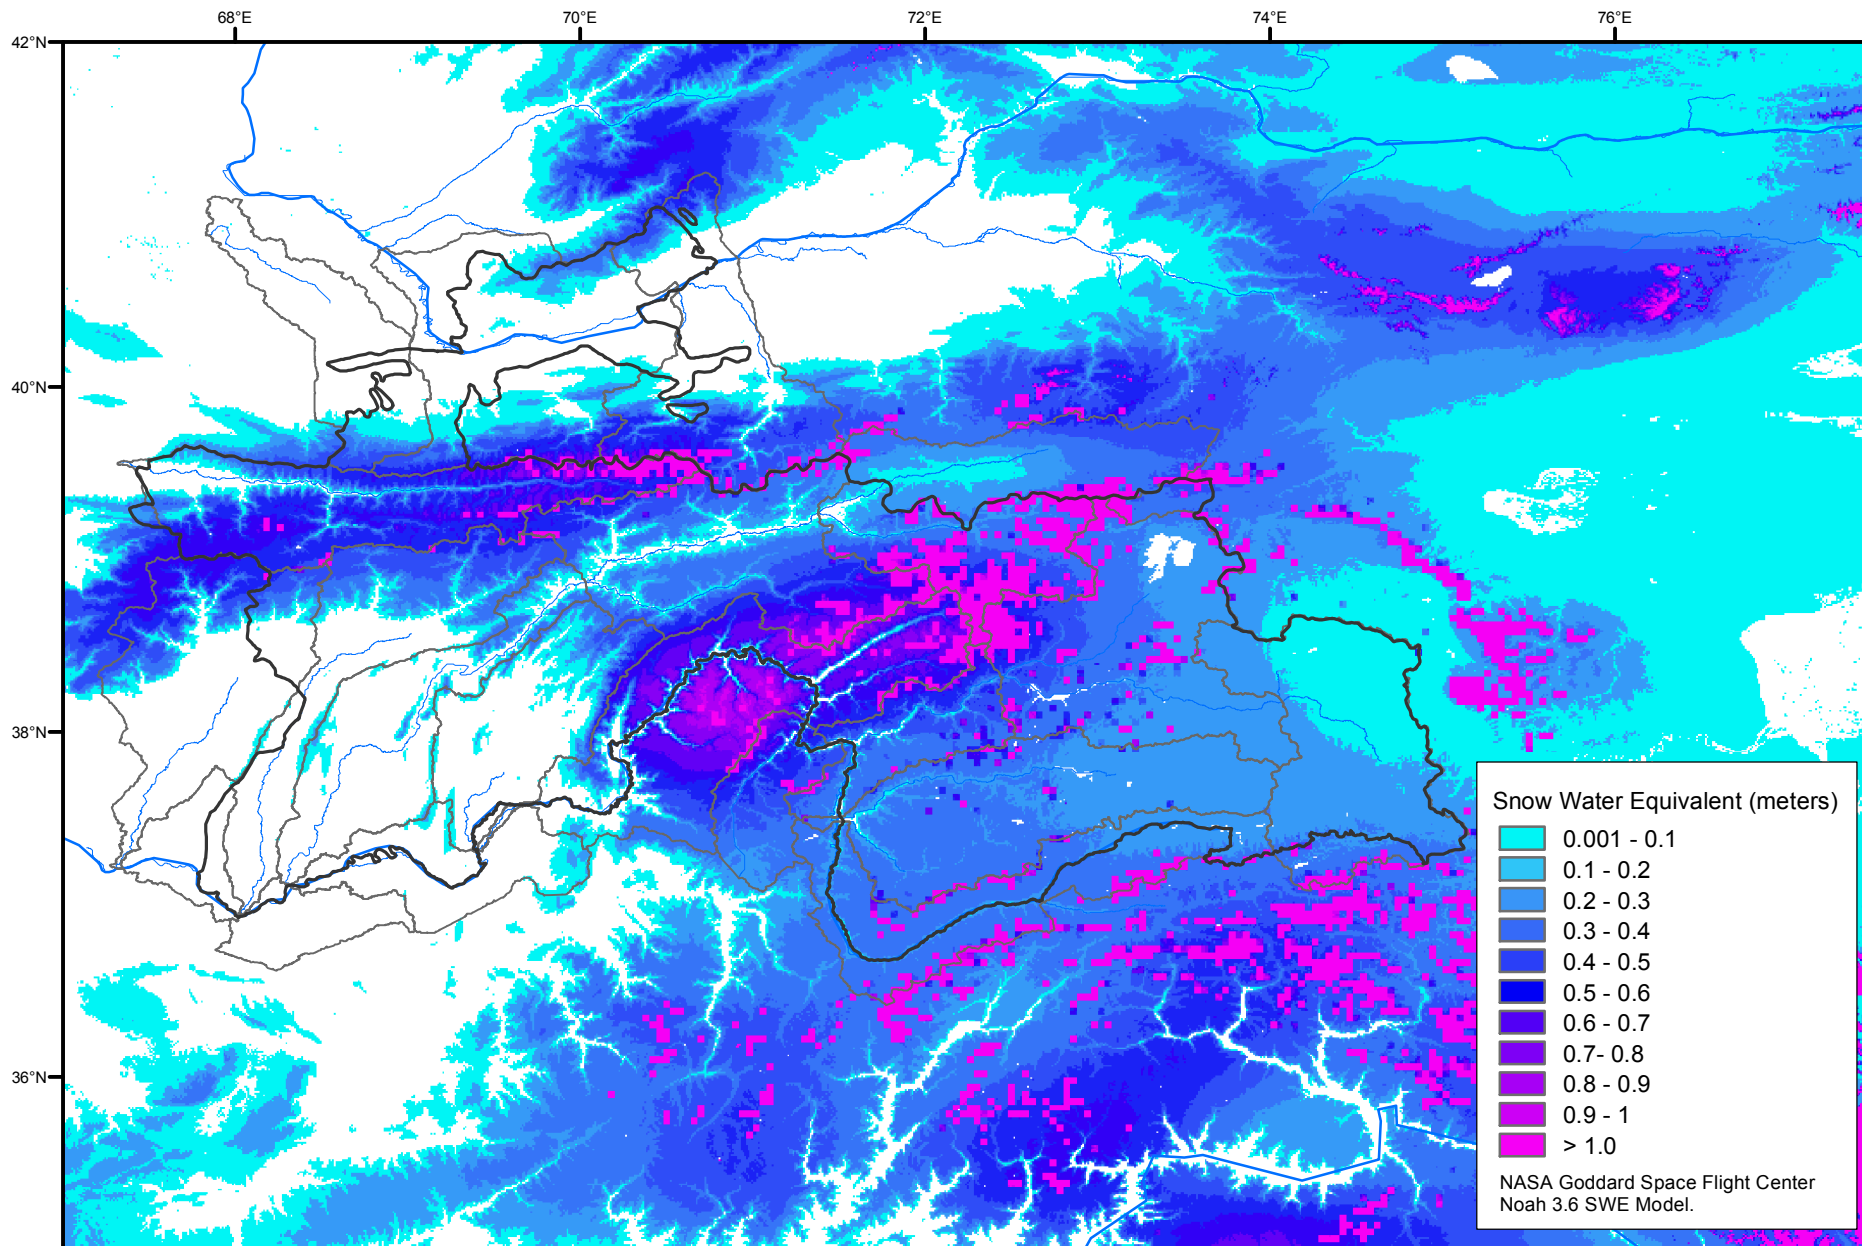 68°E
70°E
72°E
74°E
76°E
42°N
40°N
38°N
36°N
Snow Water Equivalent (meters)
0.001 - 0.1
0.1 - 0.2
0.2 - 0.3
0.3 - 0.4
0.4 - 0.5
0.5 - 0.6
0.6 - 0.7
0.7- 0.8
0.8 - 0.9
0.9 - 1
> 1.0
NASA Goddard Space Flight Center
Noah 3.6 SWE Model.